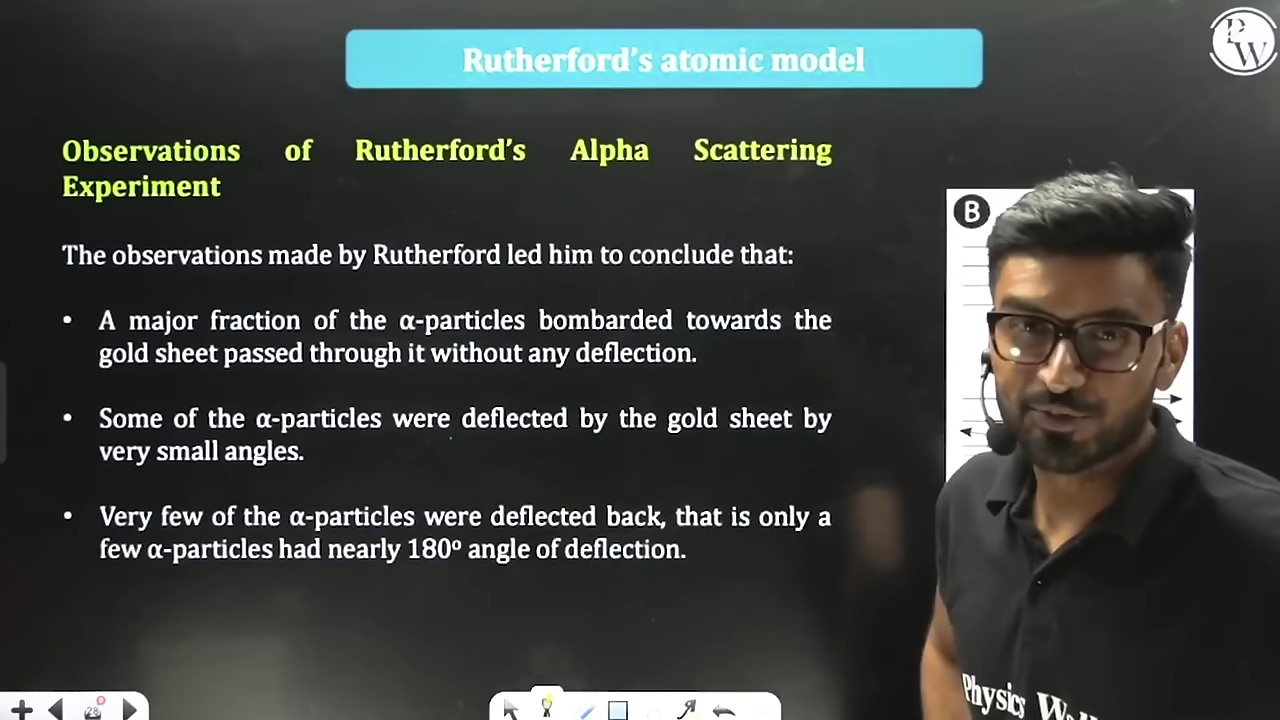 Rutherford's atomic model
PW
Observations of Rutherford's Alpha Scattering
Experiment
The observations made by Rutherford led him to conclude that:
B
• A major fraction of the α-particles bombarded towards the
gold sheet passed through it without any deflection.
• Some of the α-particles were deflected by the gold sheet by
very small angles.
• Very few of the α-particles were deflected back, that is only a
few α-particles had nearly 180º angle of deflection.
Physics
28